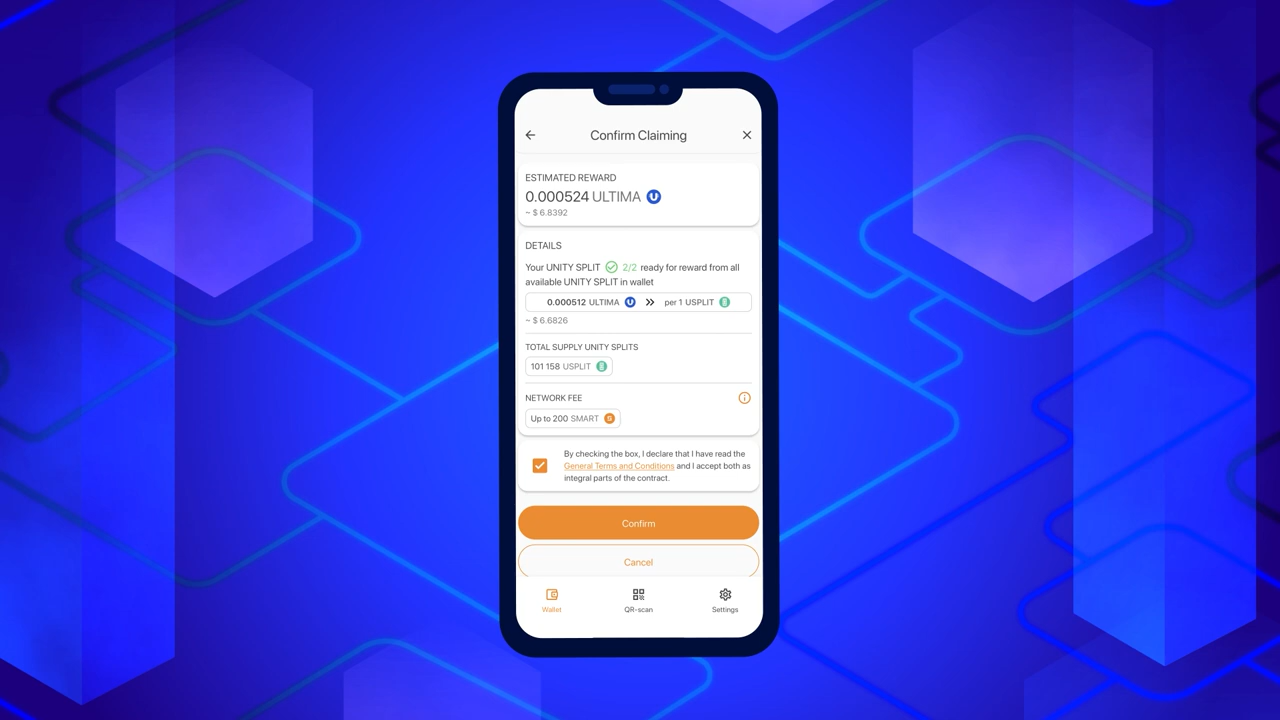 Confirm Claiming
ESTIMATED REWARD
0.000524 ULTIMA
~ $ 6.8392
DETAILS
Your UNITY SPLIT 2/2 ready for reward from all
available UNITY SPLIT in wallet
0.000512 ULTIMA per 1 USPLIT
~ $ 6.6826
TOTAL SUPPLY UNITY SPLITS
101 158 USPLIT
NETWORK FEE
Up to 200 SMART
By checking the box, I declare that I have read the
General Terms and Conditions and I accept both as
integral parts of the contract.
Confirm
Cancel
Wallet QR-scan Settings